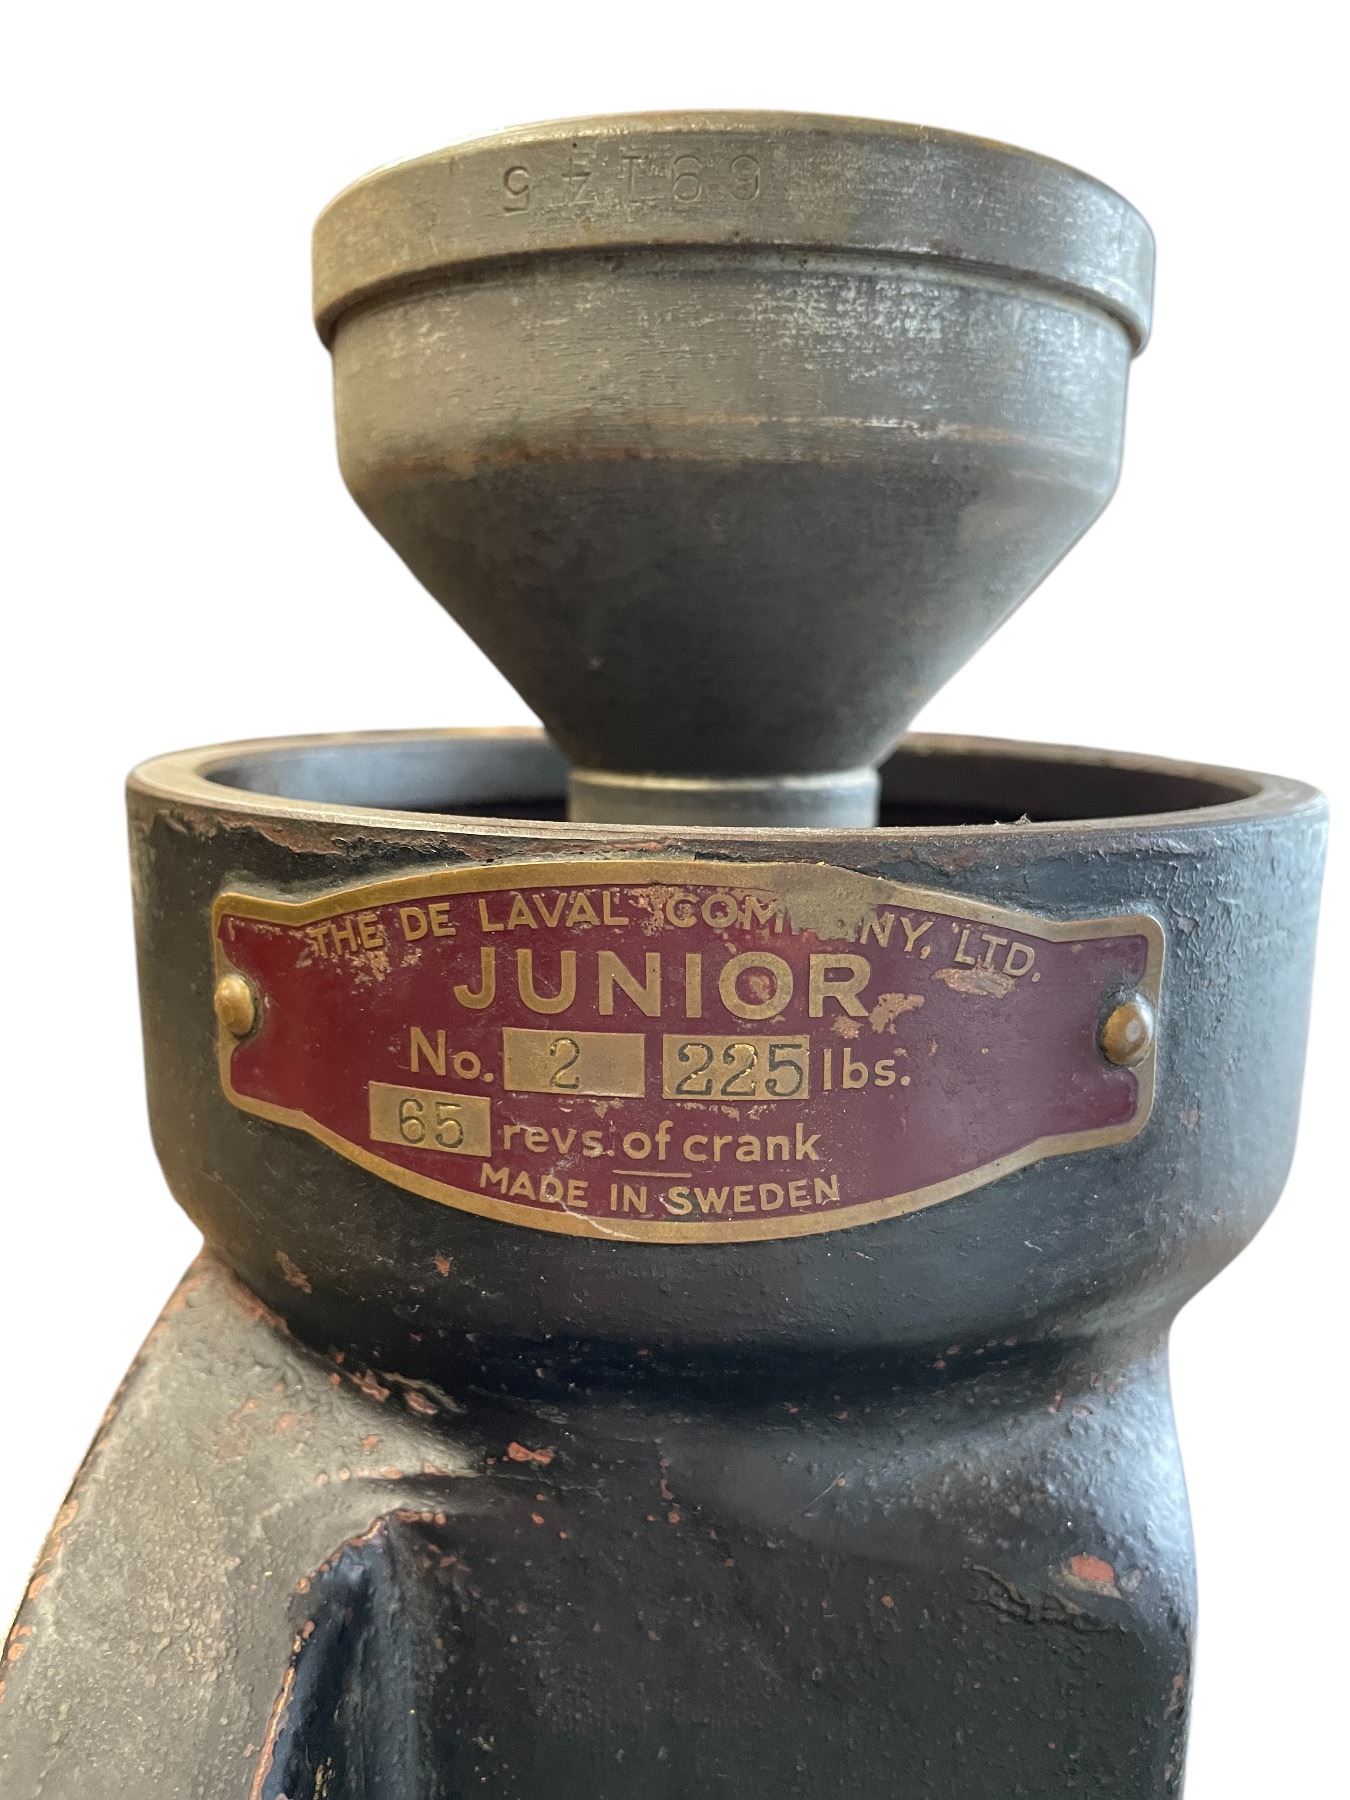 THE DE LAVAL COMPANY, LTD.
JUNIOR
No. 2 225 lbs.
65 revs. of crank
MADE IN SWEDEN